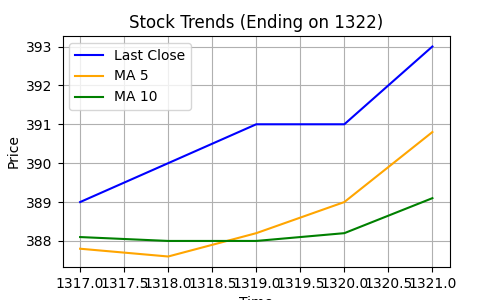 Stock Trends (Ending on 1322)
Last Close
MA 5
MA 10
Price
393
392
391
390
389
388
1317.0 1317.5 1318.0 1318.5 1319.0 1319.5 1320.0 1320.5 1321.0
Time